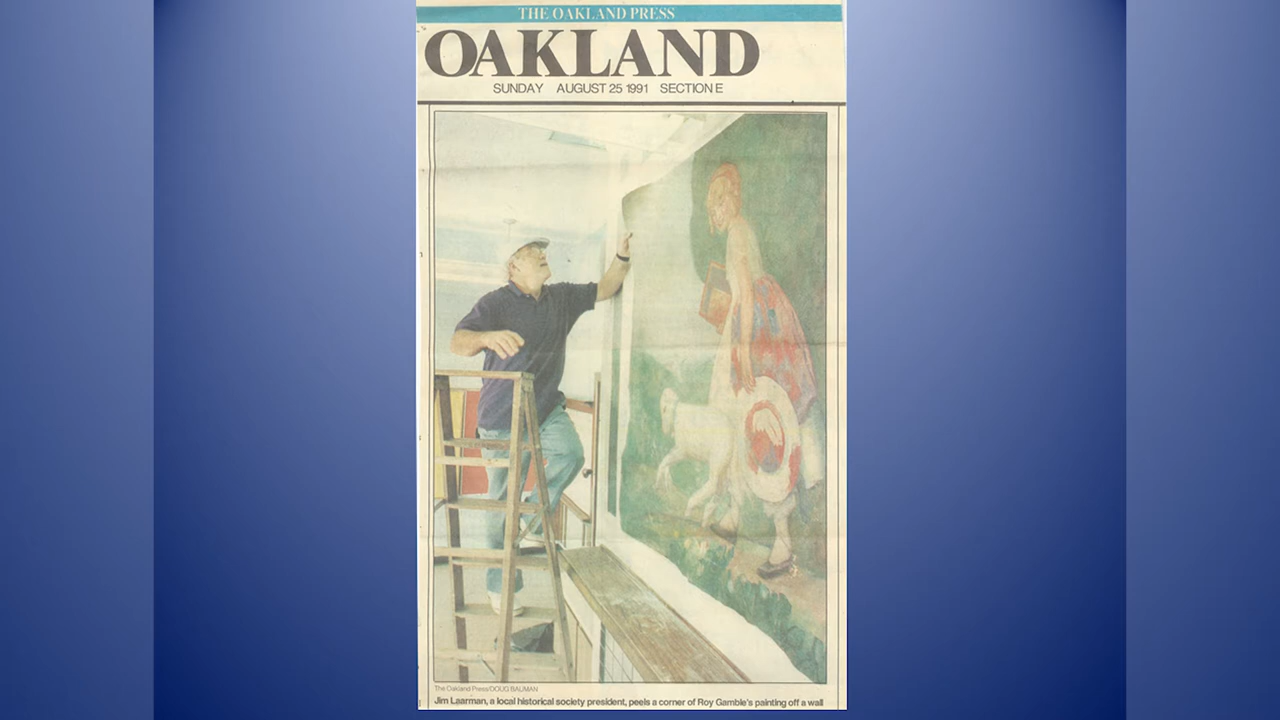 THE OAKLAND PRESS
OAKLAND
SUNDAY AUGUST 25 1991 SECTION E
The Oakland Press/DOUG BAUMAN
Jim Laarman, a local historical society president, peels a corner of Roy Gamble's painting off a wall